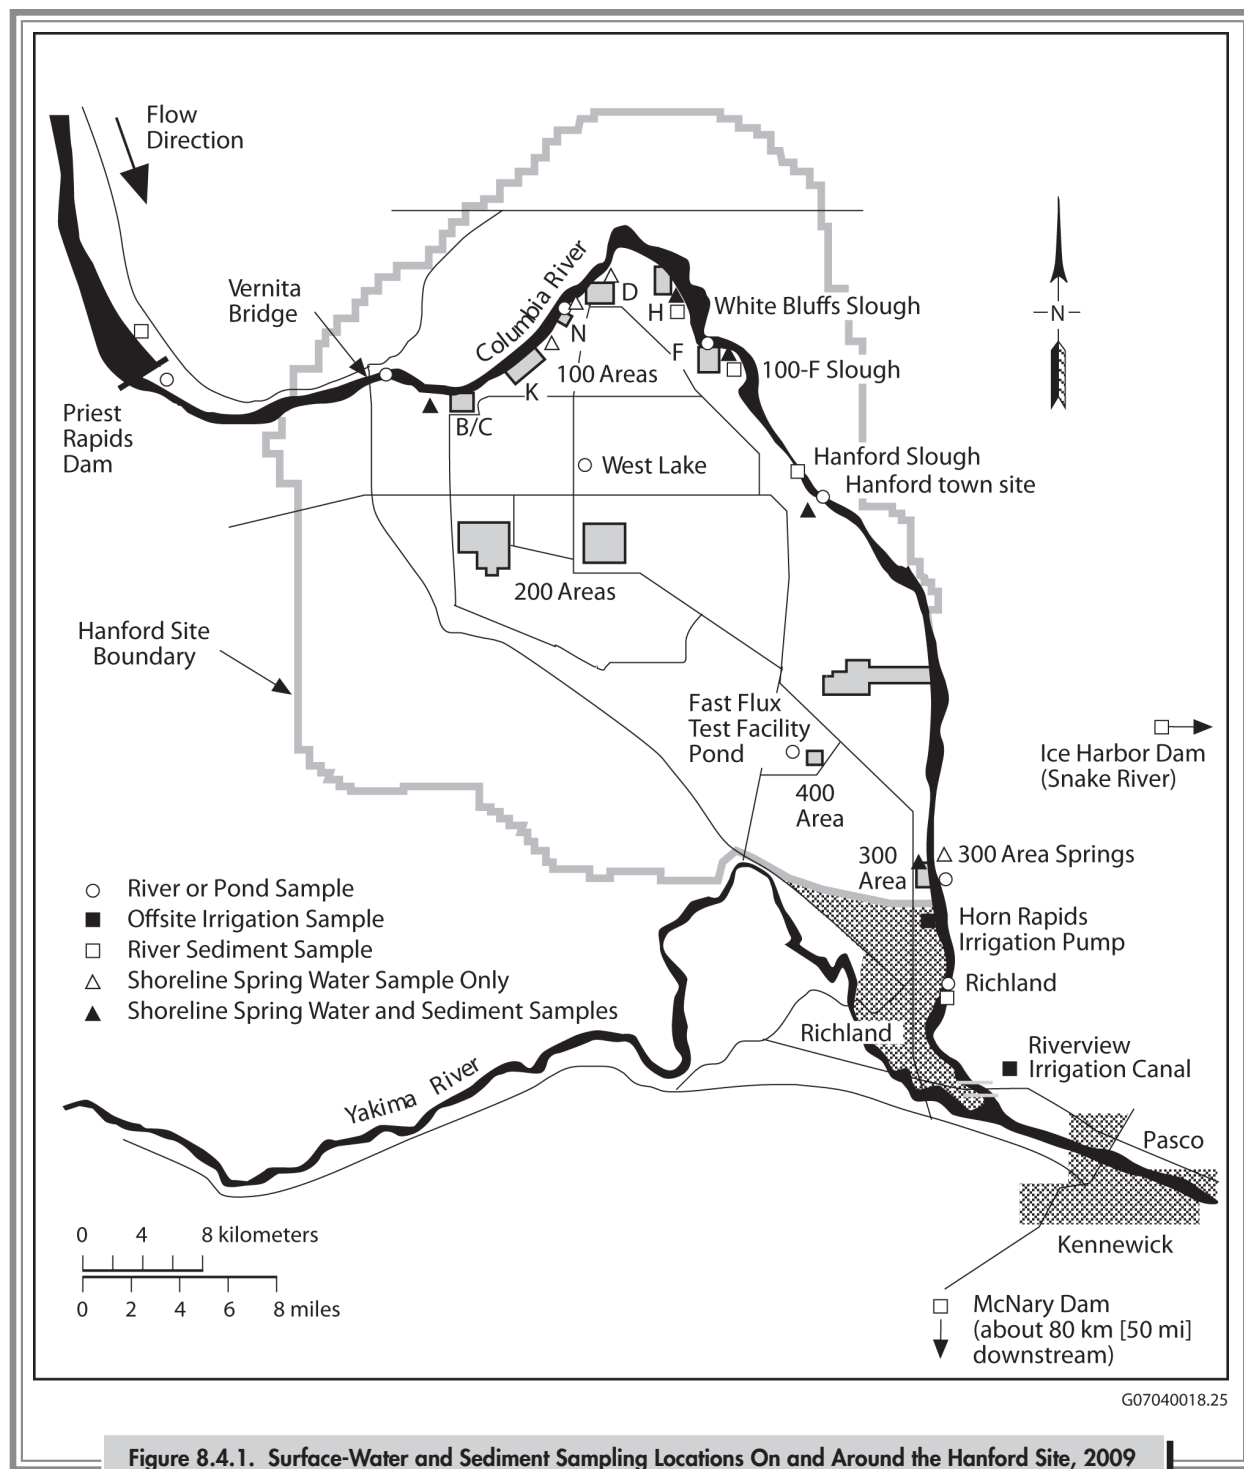 Flow
Direction
Vernita
Bridge
Columbia River
D
H
N
K
F
B/C
100 Areas
White Bluffs Slough
100-F Slough
N
Priest
Rapids
Dam
West Lake
Hanford Slough
Hanford town site
200 Areas
Hanford Site
Boundary
Fast Flux
Test Facility
Pond
400
Area
Ice Harbor Dam
(Snake River)
300
Area
300 Area Springs
Horn Rapids
Irrigation Pump
River or Pond Sample
Offsite Irrigation Sample
River Sediment Sample
Shoreline Spring Water Sample Only
Shoreline Spring Water and Sediment Samples
Richland
Richland
Riverview
Irrigation Canal
Yakima River
Pasco
Kennewick
0 4 8 kilometers
0 2 4 6 8 miles
McNary Dam
(about 80 km [50 mi]
downstream)
G07040018.25
Figure 8.4.1. Surface-Water and Sediment Sampling Locations On and Around the Hanford Site, 2009